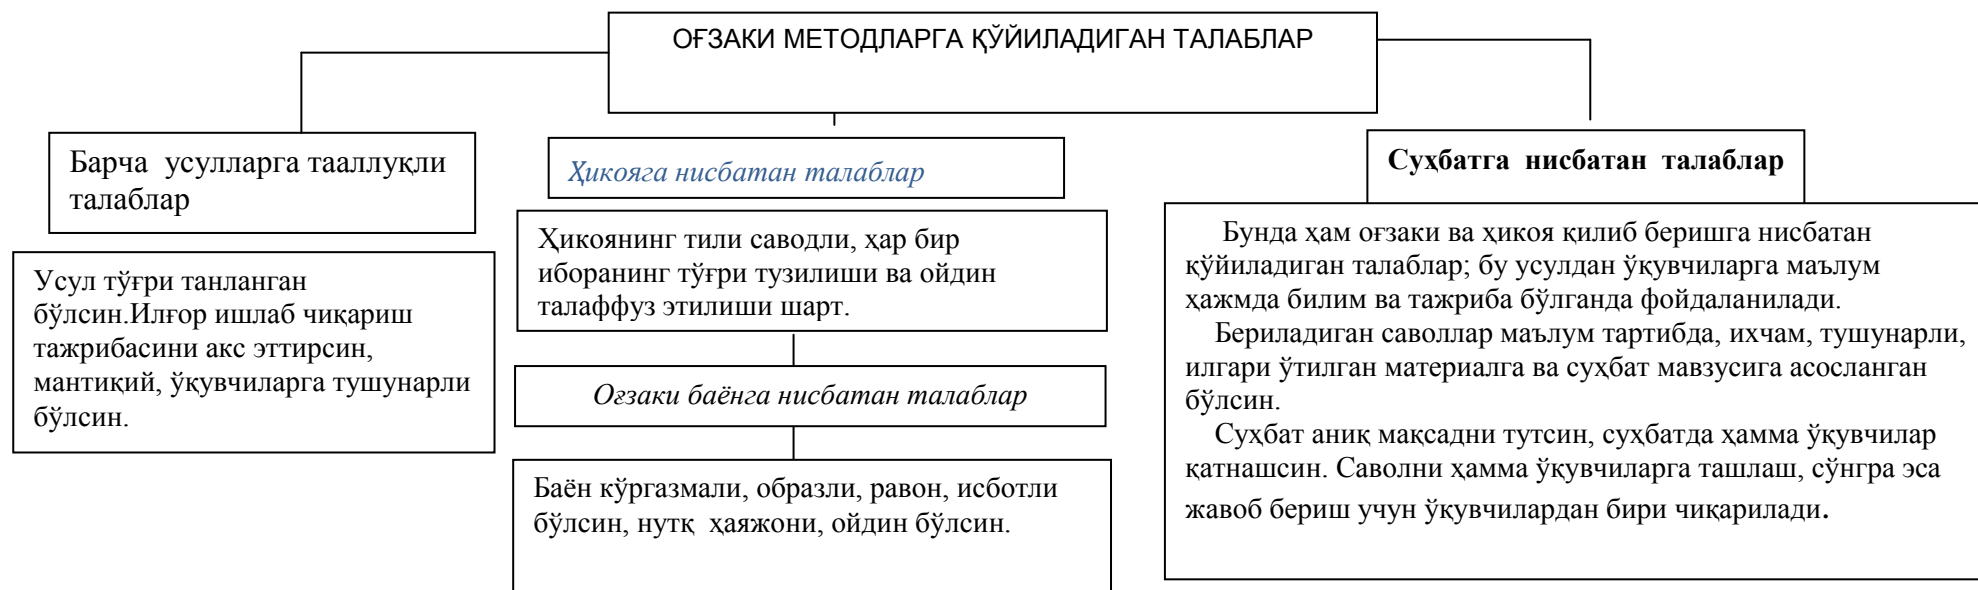 ОҒЗАКИ МЕТОДЛАРГА ҚЎЙИЛАДИГАН ТАЛАБЛАР
Барча усулларга тааллуқли
талаблар
Усул тўғри танланган
бўлсин.Илғор ишлаб чиқариш
тажрибасини акс эттирсин,
мантиқий, ўқувчиларга тушунарли
бўлсин.
Ҳикояга нисбатан талаблар
Ҳикоянинг тили саводли, ҳар бир
иборанинг тўғри тузилиши ва ойдин
талаффуз этилиши шарт.
Оғзаки баёнга нисбатан талаблар
Баён кўргазмали, образли, равон, исботли
бўлсин, нутқ ҳаяжони, ойдин бўлсин.
Суҳбатга нисбатан талаблар
Бунда ҳам оғзаки ва ҳикоя қилиб беришга нисбатан
қўйиладиган талаблар; бу усулдан ўқувчиларга маълум
ҳажмда билим ва тажриба бўлганда фойдаланилади.
Бериладиган саволлар маълум тартибда, ихчам, тушунарли,
илгари ўтилган материалга ва суҳбат мавзусига асосланган
бўлсин.
Суҳбат аниқ мақсадни тутсин, суҳбатда ҳамма ўқувчилар
қатнашсин. Саволни ҳамма ўқувчиларга ташлаш, сўнгра эса
жавоб бериш учун ўқувчилардан бири чиқарилади.